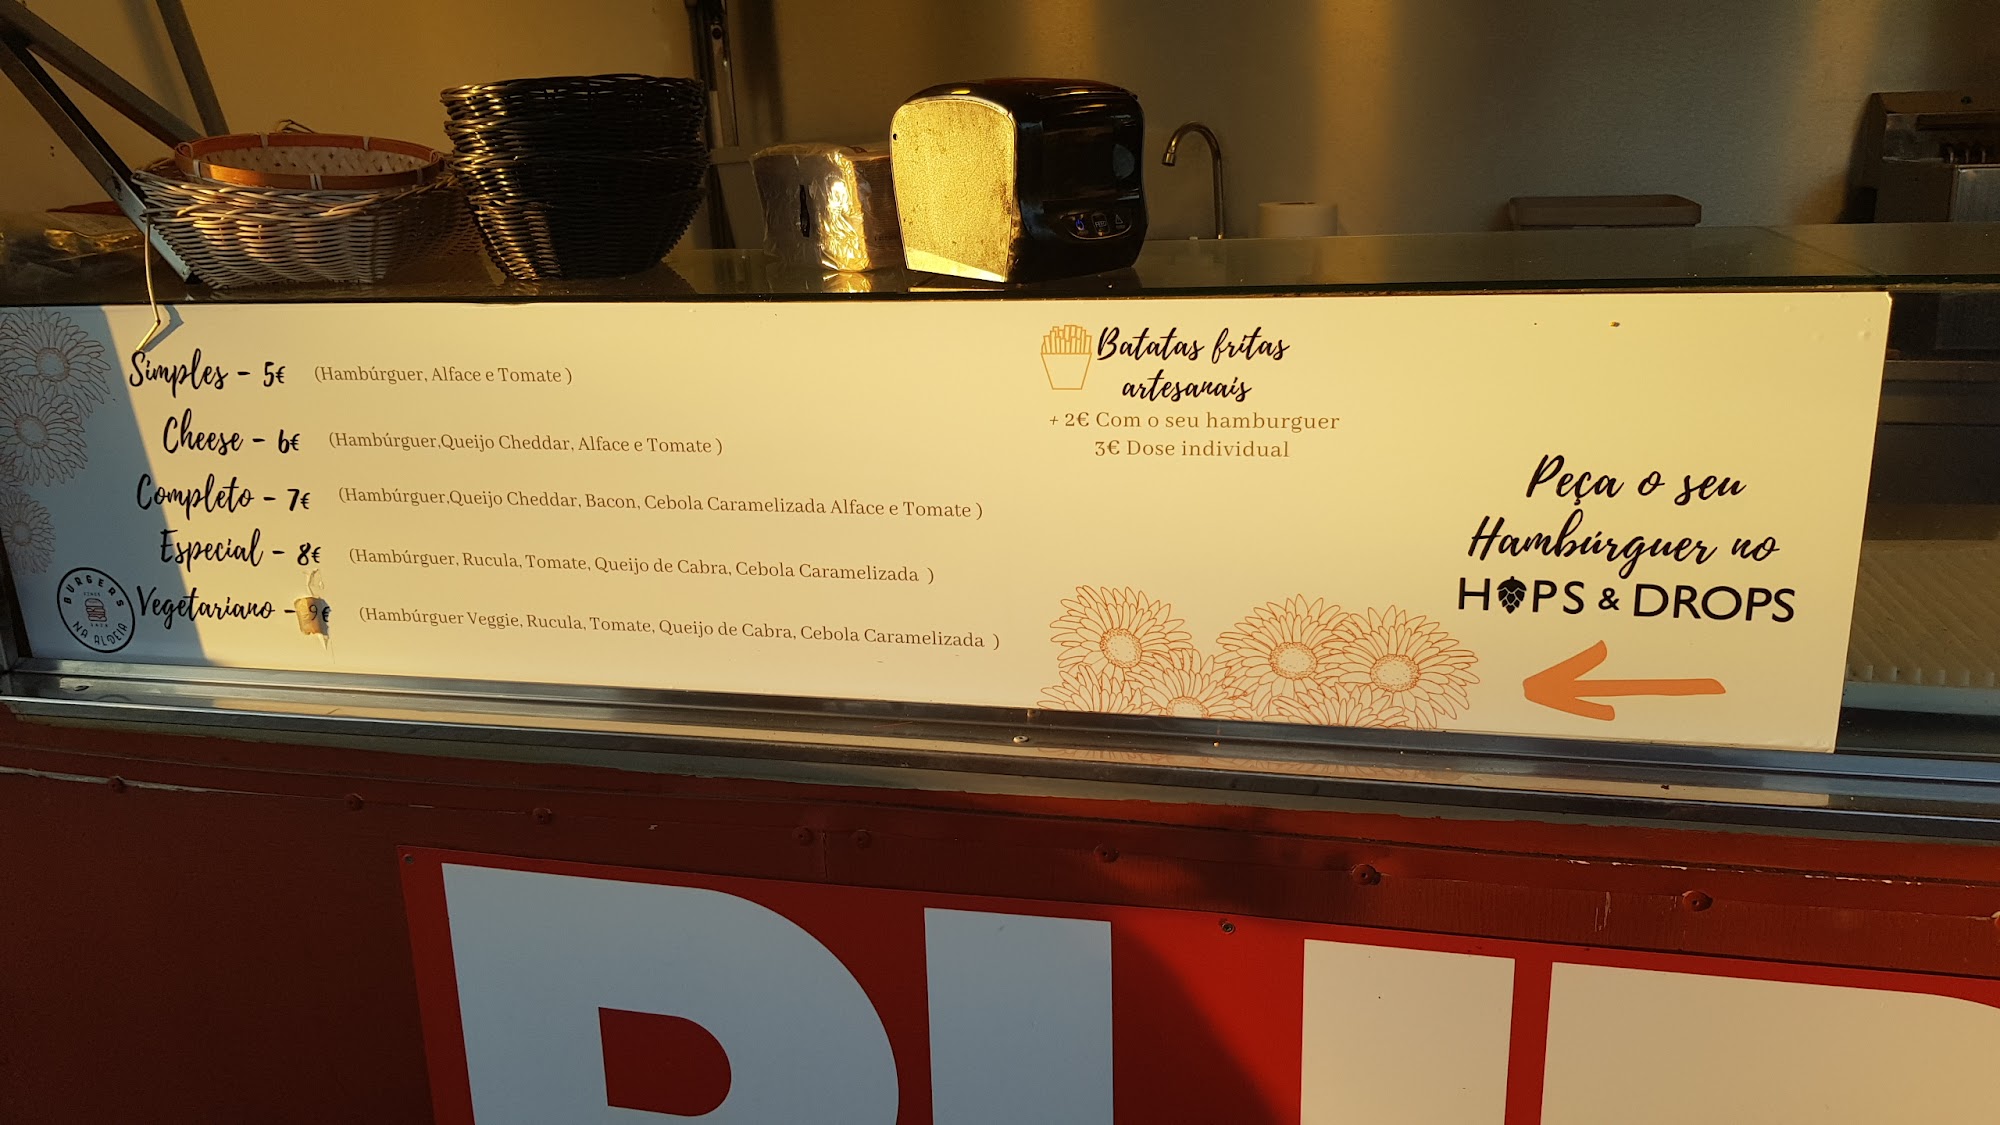 Simples - 5€ (Hambúrguer, Alface e Tomate )
Cheese - 6€ (Hambúrguer,Queijo Cheddar, Alface e Tomate )
Completo - 7€ (Hambúrguer,Queijo Cheddar, Bacon, Cebola Caramelizada Alface e Tomate )
Especial - 8€ (Hambúrguer, Rucula, Tomate, Queijo de Cabra, Cebola Caramelizada )
Vegetariano - 9€ (Hambúrguer Veggie, Rucula, Tomate, Queijo de Cabra, Cebola Caramelizada )
BURGERS
NA ALDEIA
Batatas fritas
artesanais
+ 2€ Com o seu hamburguer
3€ Dose individual
Peça o seu
Hambúrguer no
HOPS & DROPS
FEED